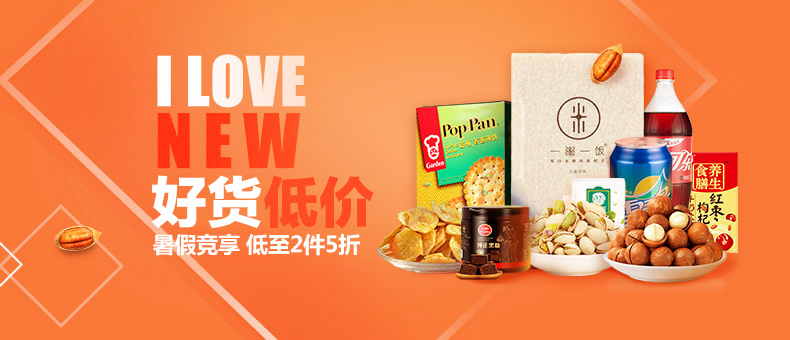 I LOVE
NEW
好货低价
暑假竞享 低至2件5折
Pop Pan
Garden
一粥一饭
养生
食膳
红枣
枸杞